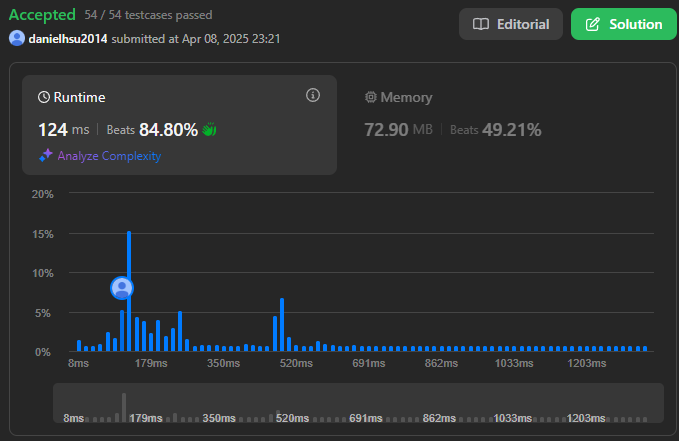 Accepted 54 / 54 testcases passed
Editorial
Solution
danielhsu2014 submitted at Apr 08, 2025 23:21
Runtime
124 ms | Beats 84.80%
Analyze Complexity
Memory
72.90 MB | Beats 49.21%
20%
15%
10%
5%
0%
8ms 179ms 350ms 520ms 691ms 862ms 1033ms 1203ms
8ms 179ms 350ms 520ms 691ms 862ms 1033ms 1203ms